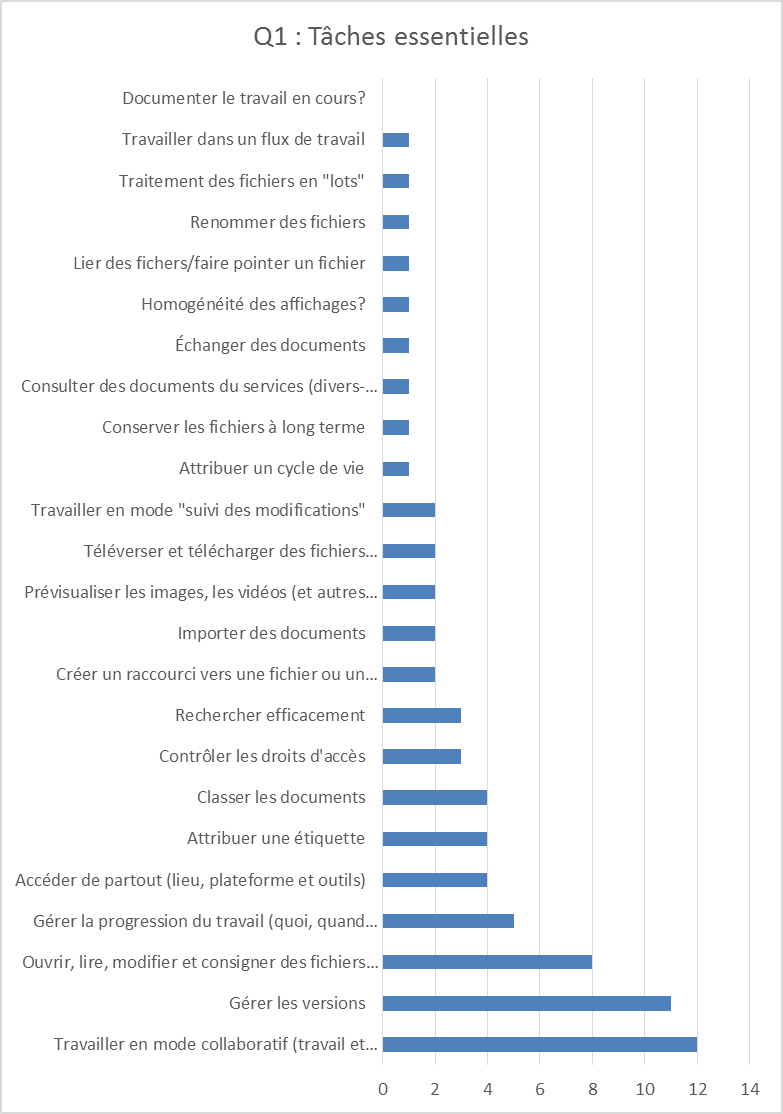 Q1 : Tâches essentielles
Documenter le travail en cours?
Travailler dans un flux de travail
Traitement des fichiers en "lots"
Renommer des fichiers
Lier des fichers/faire pointer un fichier
Homogénéité des affichages?
Échanger des documents
Consulter des documents du services (divers-...
Conserver les fichiers à long terme
Attribuer un cycle de vie
Travailler en mode "suivi des modifications"
Téléverser et télécharger des fichiers...
Prévisualiser les images, les vidéos (et autres...
Importer des documents
Créer un raccourci vers une fichier ou un...
Rechercher efficacement
Contrôler les droits d'accès
Classer les documents
Attribuer une étiquette
Accéder de partout (lieu, plateforme et outils)
Gérer la progression du travail (quoi, quand...
Ouvrir, lire, modifier et consigner des fichiers...
Gérer les versions
Travailler en mode collaboratif (travail et...
0 2 4 6 8 10 12 14